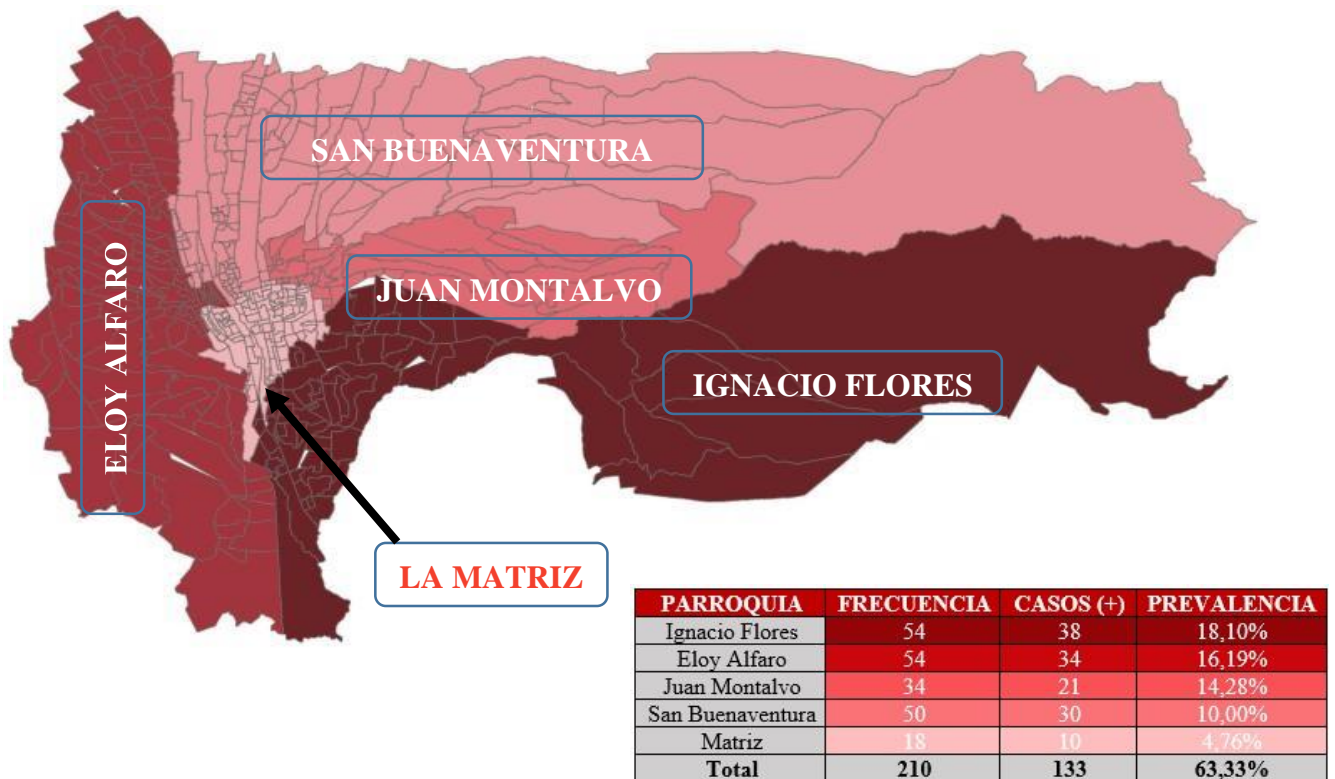 SAN BUENAVENTURA
ELOY ALFARO
JUAN MONTALVO
IGNACIO FLORES
LA MATRIZ
PARROQUIA FRECUENCIA CASOS (+) PREVALENCIA
Ignacio Flores 54 38 18,10%
Eloy Alfaro 54 34 16,19%
Juan Montalvo 34 21 14,28%
San Buenaventura 50 30 10,00%
Matriz 18 10 4,76%
Total 210 133 63,33%